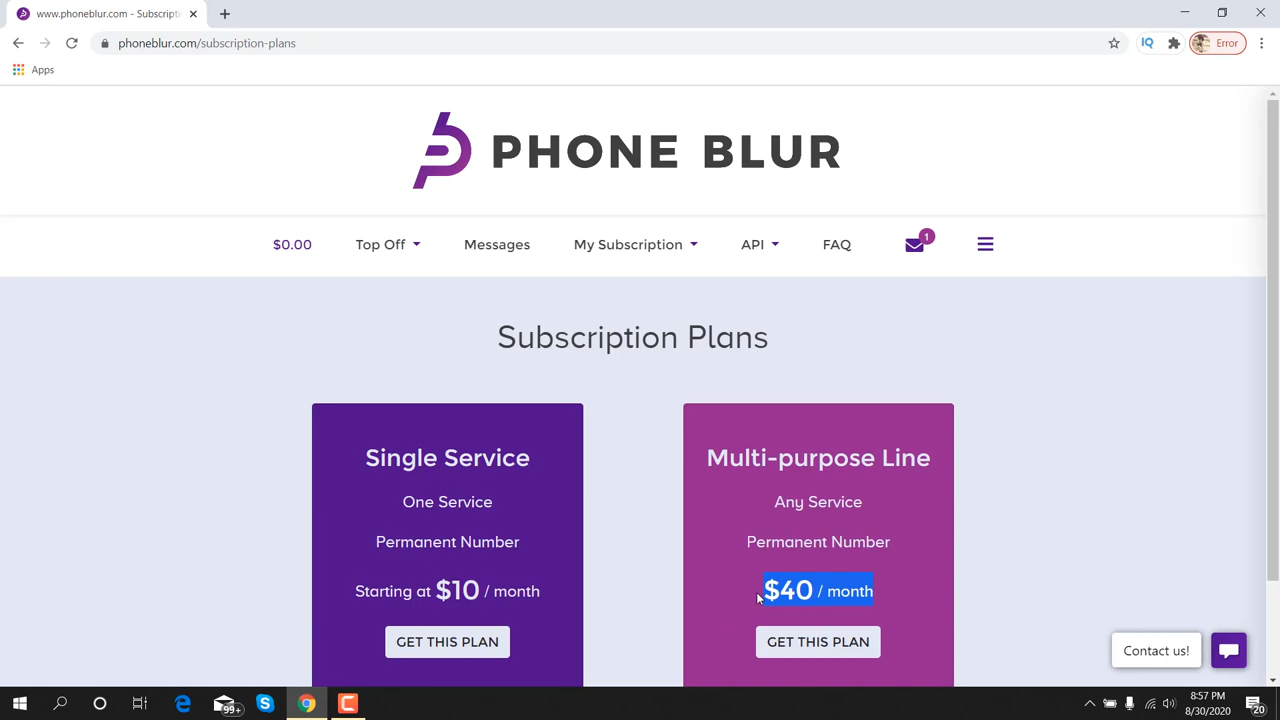 www.phoneblur.com - Subscripti
phoneblur.com/subscription-plans
IQ
Error
Apps
PHONE BLUR
$0.00
Top Off
Messages
My Subscription
API
FAQ
1
Subscription Plans
Single Service
One Service
Permanent Number
Starting at $10 / month
GET THIS PLAN
Multi-purpose Line
Any Service
Permanent Number
$40 / month
GET THIS PLAN
Contact us!
99+
8:57 PM
8/30/2020
20